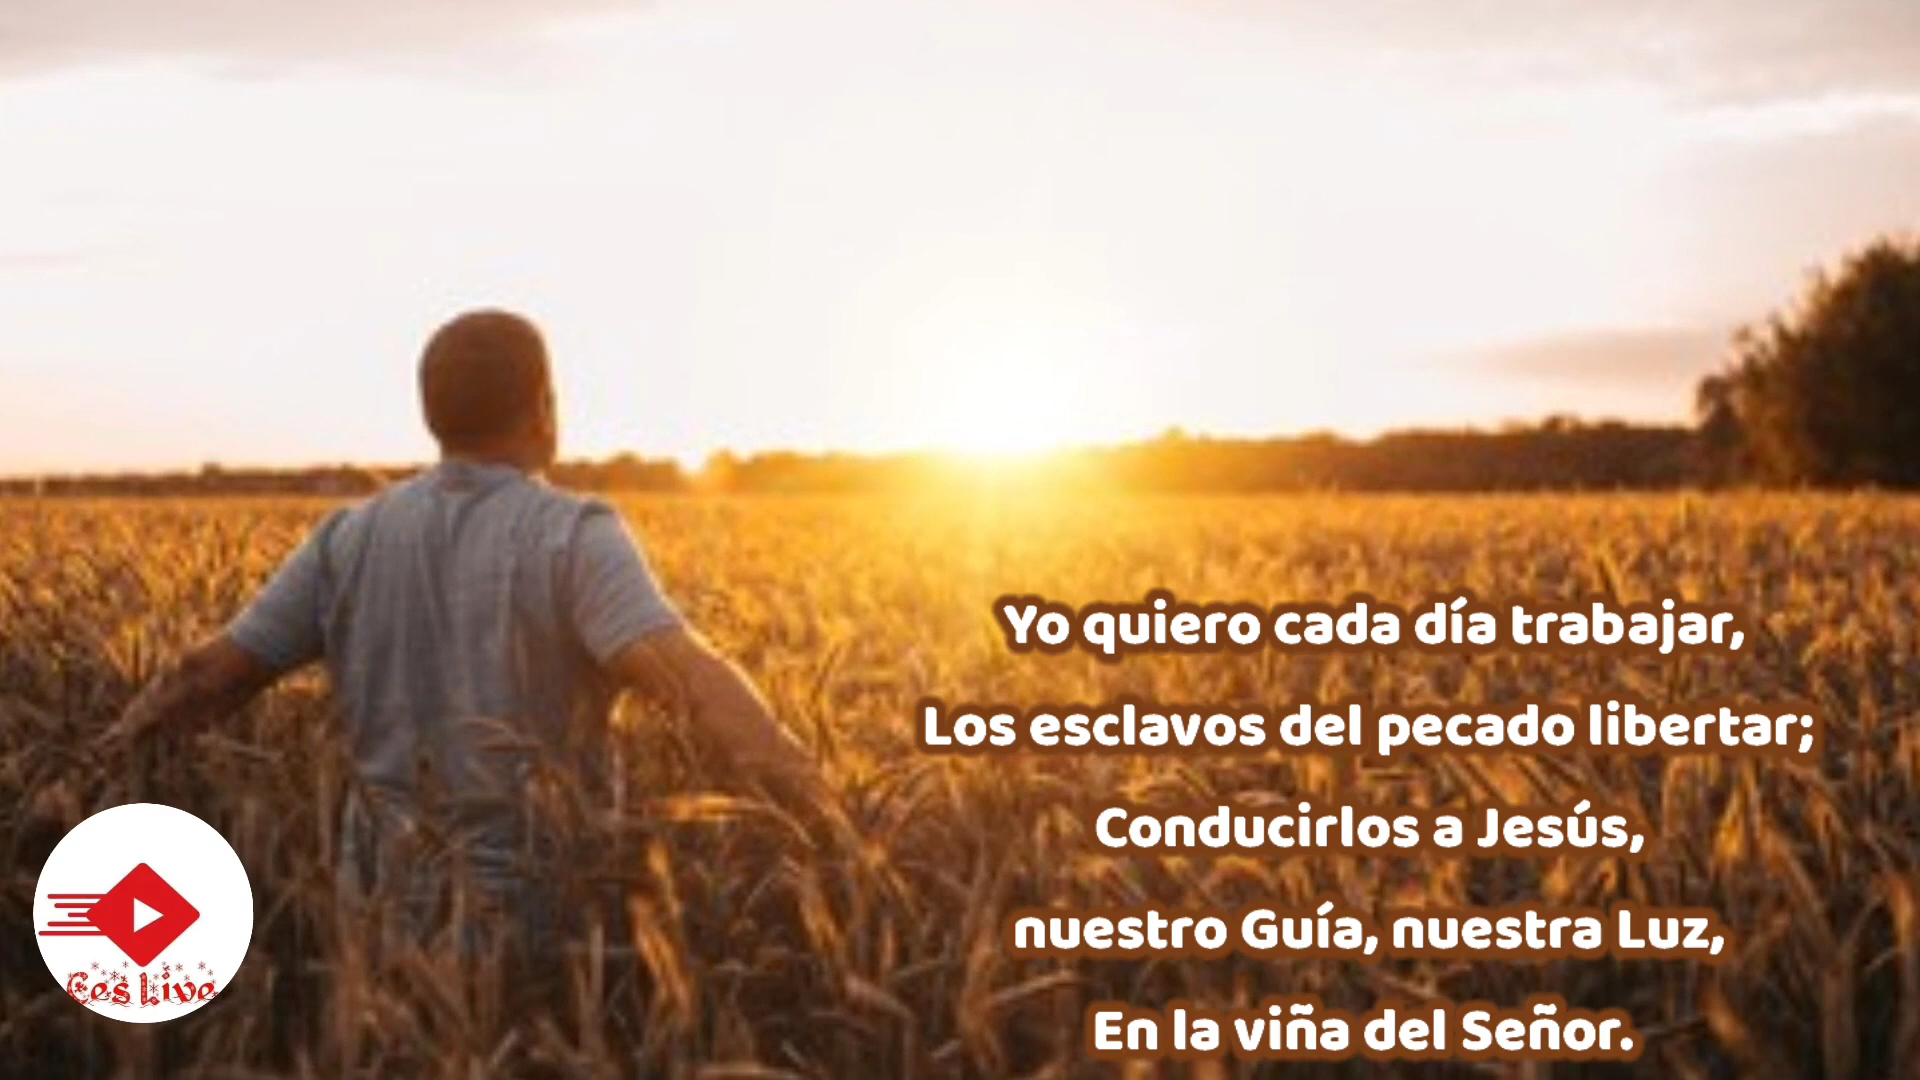 Yo quiero cada día trabajar,
Los esclavos del pecado libertar;
Conducirlos a Jesús,
nuestro Guía, nuestra Luz,
En la viña del Señor.
Ces Live